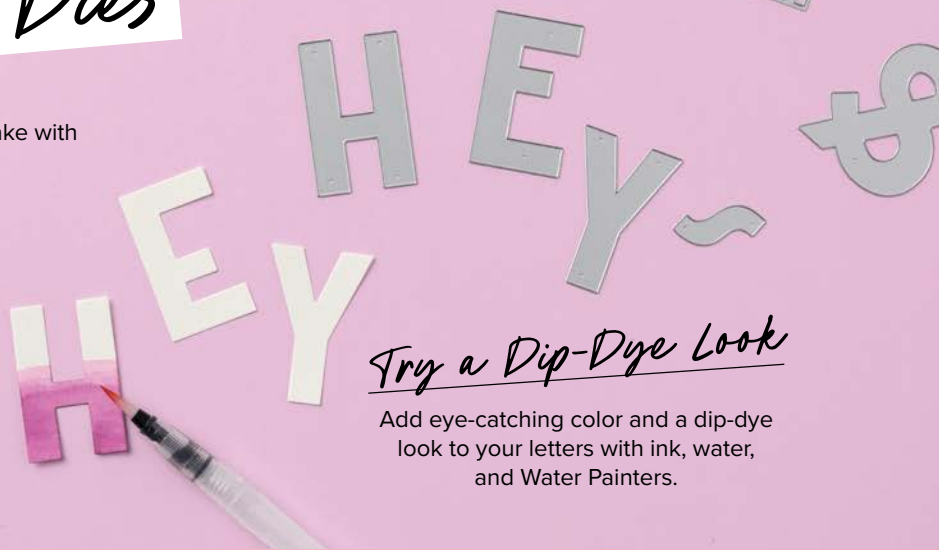 Dies
with
HEY~&
HEY
Try a Dip-Dye Look
Add eye-catching color and a dip-dye
look to your letters with ink, water,
and Water Painters.